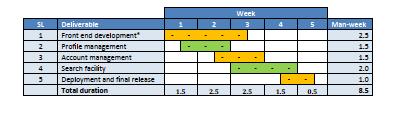 Week
SL Deliverable 1 2 3 4 5 Man-week
1 Front end development* - - - - - 2.5
2 Profile management - - - 1.5
3 Account management - - - 1.5
4 Search facility - - - - 2.0
5 Deployment and final release - - 1.0
Total duration 1.5 2.5 2.5 1.5 0.5 8.5